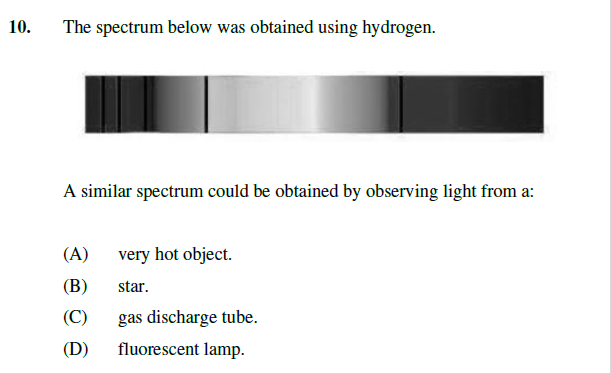 10. The spectrum below was obtained using hydrogen.
A similar spectrum could be obtained by observing light from a:
(A) very hot object.
(B) star.
(C) gas discharge tube.
(D) fluorescent lamp.